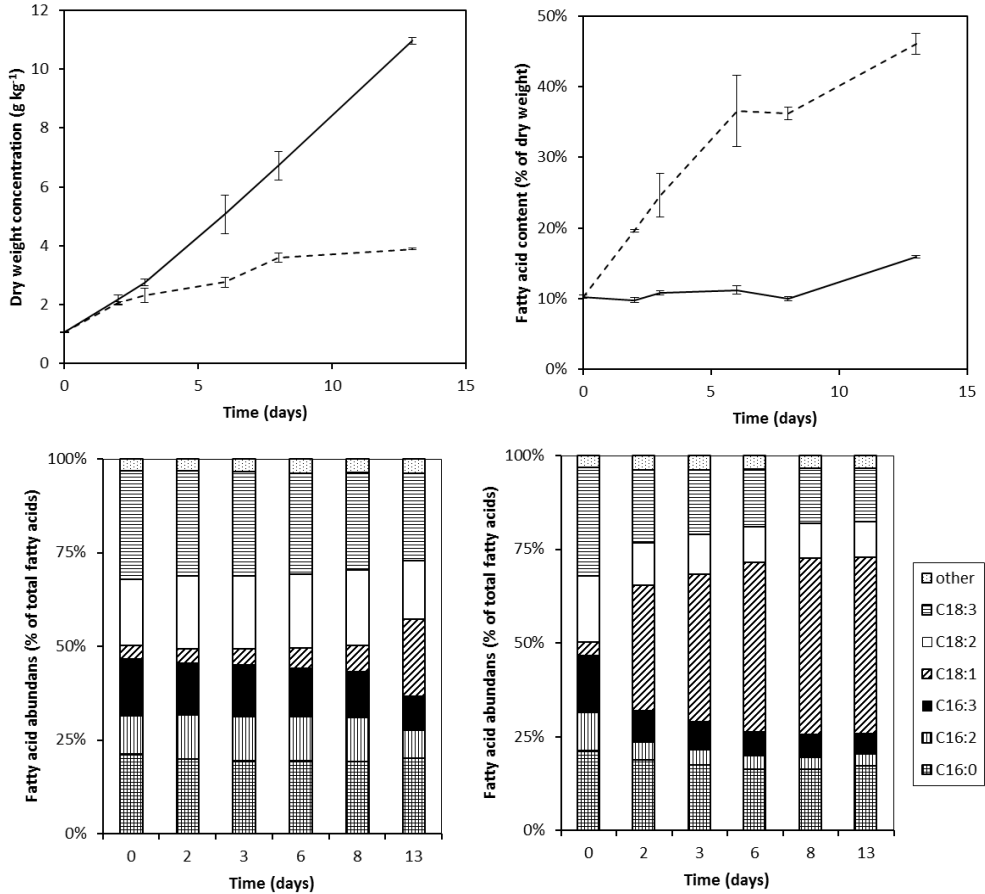 12
10
8
6
4
2
0
Dry weight concentration (g kg-1)
0 5 10 15
Time (days)
50%
40%
30%
20%
10%
0%
Fatty acid content (% of dry weight)
0 5 10 15
Time (days)
100%
75%
50%
25%
0%
Fatty acid abundans (% of total fatty acids)
0 2 3 6 8 13
Time (days)
100%
75%
50%
25%
0%
Fatty acid abundans (% of total fatty acids)
0 2 3 6 8 13
Time (days)
other
C18:3
C18:2
C18:1
C16:3
C16:2
C16:0